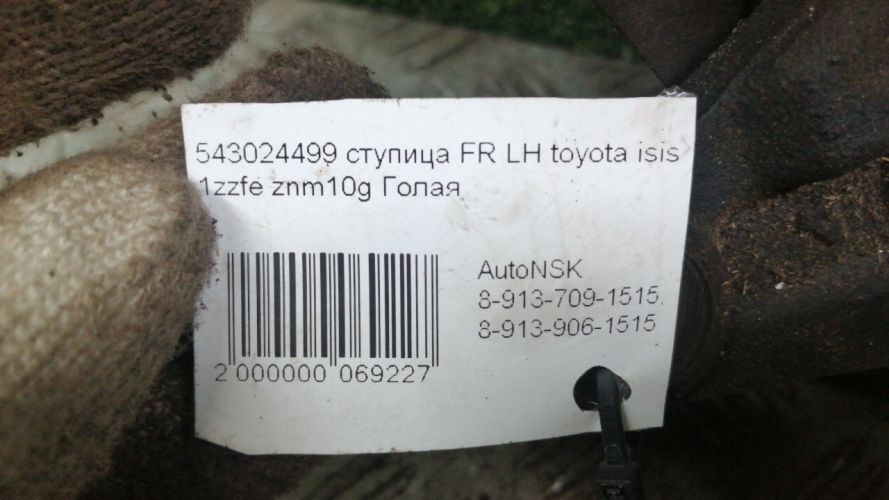 543024499 ступица FR LH toyota isis
1zzfe znm10g Голая
AutoNSK
8-913-709-1515,
8-913-906-1515
2 000000 069227